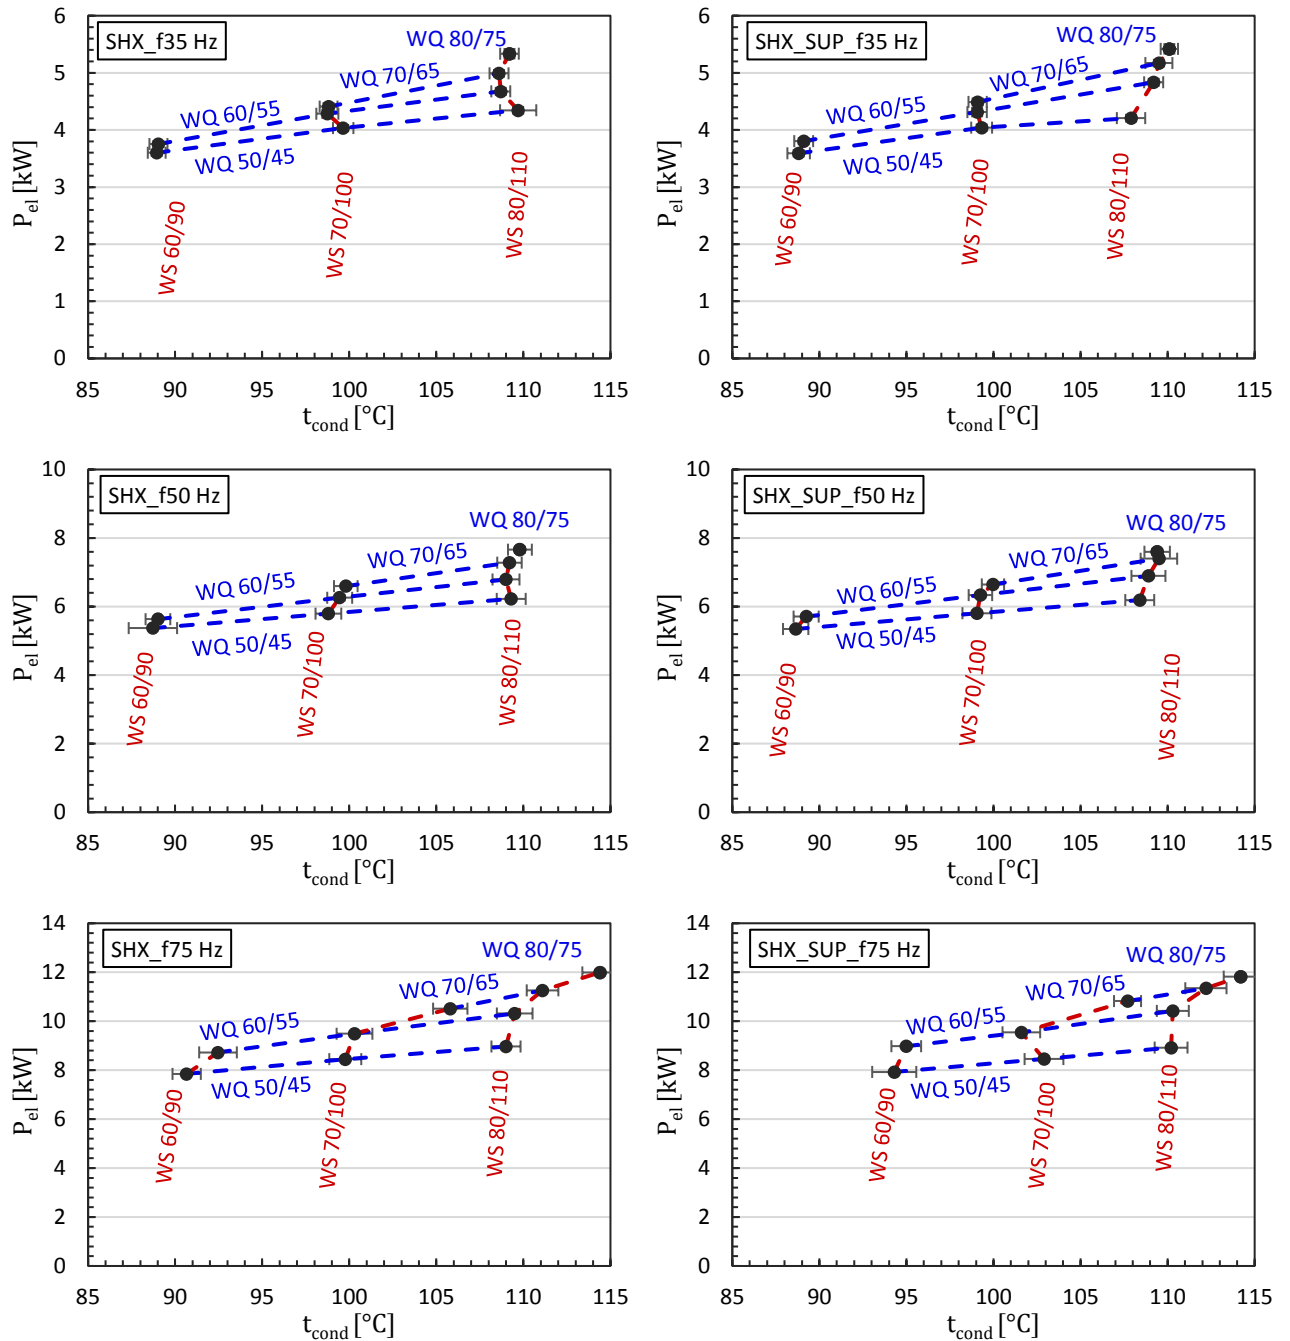 SHX_f35 Hz
WQ 80/75
WQ 70/65
WQ 60/55
WQ 50/45
WS 60/90
WS 70/100
WS 80/110
P_el [kW]
6
5
4
3
2
1
0
85 90 95 100 105 110 115
t_cond [°C]
SHX_SUP_f35 Hz
WQ 80/75
WQ 70/65
WQ 60/55
WQ 50/45
WS 60/90
WS 70/100
WS 80/110
P_el [kW]
6
5
4
3
2
1
0
85 90 95 100 105 110 115
t_cond [°C]
SHX_f50 Hz
WQ 80/75
WQ 70/65
WQ 60/55
WQ 50/45
WS 60/90
WS 70/100
WS 80/110
P_el [kW]
10
8
6
4
2
0
85 90 95 100 105 110 115
t_cond [°C]
SHX_SUP_f50 Hz
WQ 80/75
WQ 70/65
WQ 60/55
WQ 50/45
WS 60/90
WS 70/100
WS 80/110
P_el [kW]
10
8
6
4
2
0
85 90 95 100 105 110 115
t_cond [°C]
SHX_f75 Hz
WQ 80/75
WQ 70/65
WQ 60/55
WQ 50/45
WS 60/90
WS 70/100
WS 80/110
P_el [kW]
14
12
10
8
6
4
2
0
85 90 95 100 105 110 115
t_cond [°C]
SHX_SUP_f75 Hz
WQ 80/75
WQ 70/65
WQ 60/55
WQ 50/45
WS 60/90
WS 70/100
WS 80/110
P_el [kW]
14
12
10
8
6
4
2
0
85 90 95 100 105 110 115
t_cond [°C]